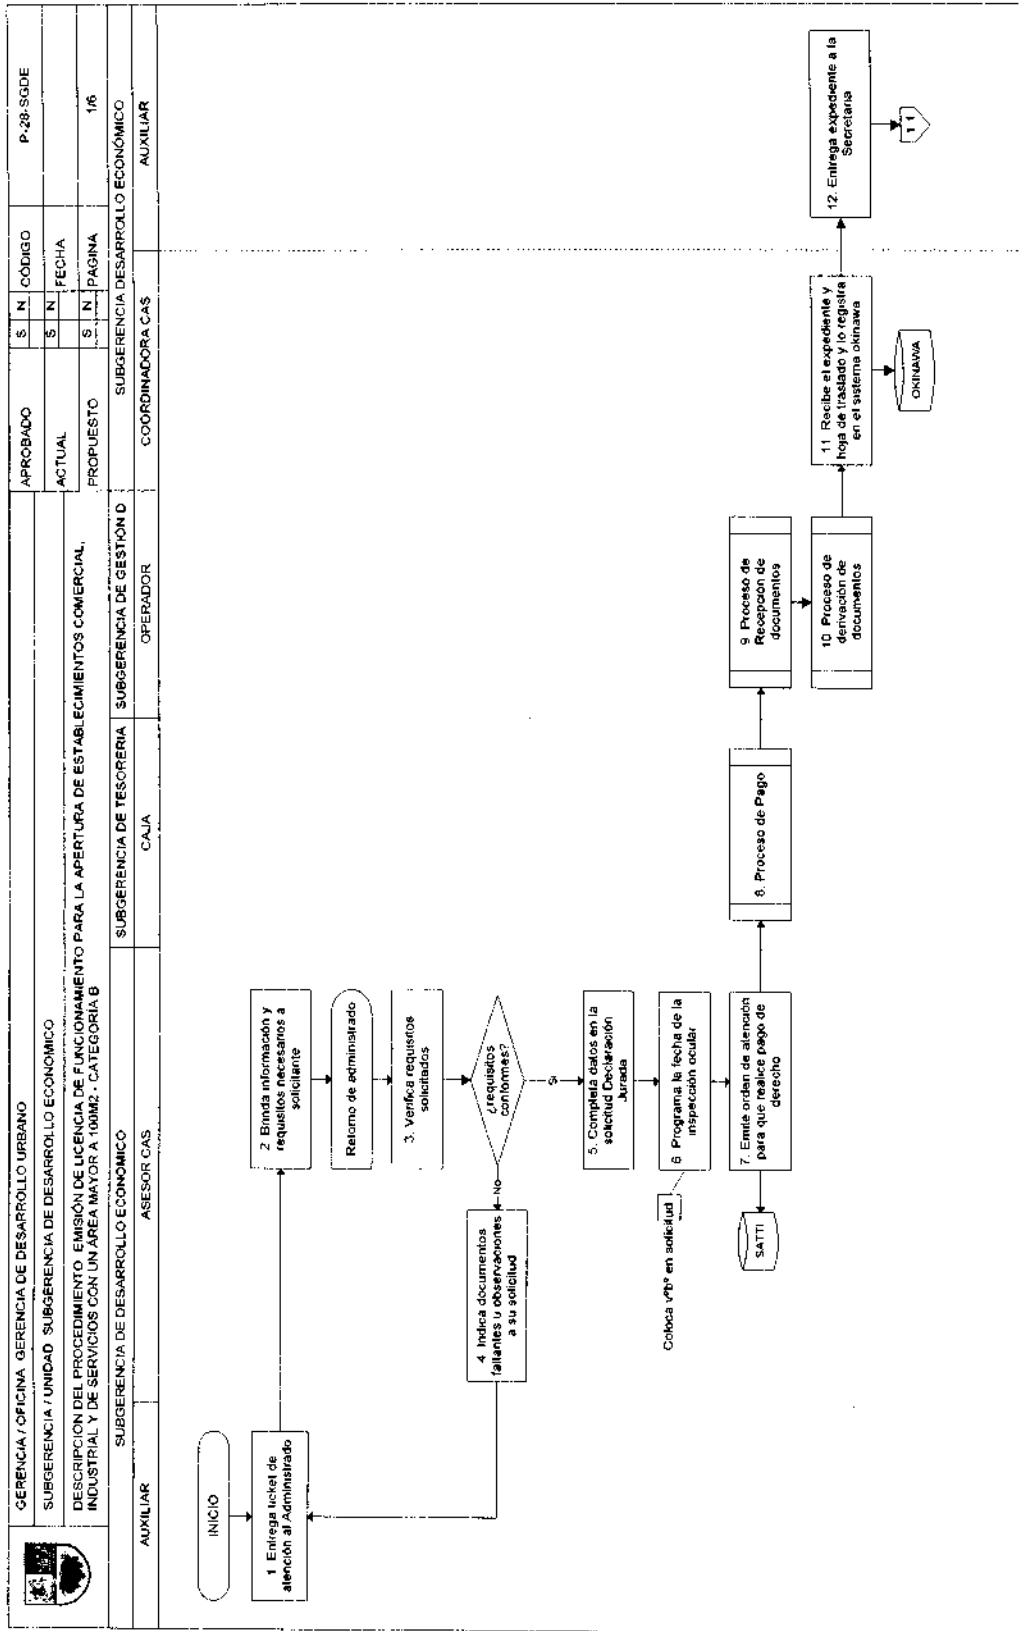 GERENCIA / OFICINA GERENCIA DE DESARROLLO URBANO
APROBADO
S N
CÓDIGO
P-28-SGDE
SUBGERENCIA / UNIDAD SUBGERENCIA DE DESARROLLO ECONOMICO
ACTUAL
S N
FECHA
DESCRIPCION DEL PROCEDIMIENTO EMISIÓN DE LICENCIA DE FUNCIONAMIENTO PARA LA APERTURA DE ESTABLECIMIENTOS COMERCIAL,
INDUSTRIAL Y DE SERVICIOS CON UN ÁREA MAYOR A 100M2 - CATEGORÍA B
PROPUESTO
S N
PAGINA
1/6
SUBGERENCIA DE DESARROLLO ECONOMICO
SUBGERENCIA DE TESORERIA
SUBGERENCIA DE GESTIÓN D
SUBGERENCIA DESARROLLO ECONÓMICO
AUXILIAR
ASESOR CAS
CAJA
OPERADOR
COORDINADORA CAS
AUXILIAR
INICIO
1 Entrega ticket de
atención al Administrado
2 Brinda información y
requisitos necesarios a
solicitante
Retorno de administrado
3. Verifica requisitos
solicitados
¿requisitos
conformes?
No
Si
4 Indica documentos
faltantes u observaciones
a su solicitud
5. Completa datos en la
solicitud Declaración
Jurada
6 Programa la fecha de la
inspección ocular
Coloca vºbº en solicitud
7. Emite orden de atención
para que realice pago de
derecho
SATTI
8. Proceso de Pago
9 Proceso de
Recepción de
documentos
10 Proceso de
derivación de
documentos
11 Recibe el expediente y
hoja de traslado y lo registra
en el sistema okinawa
OKINAWA
12. Entrega expediente a la
Secretaria
1.1